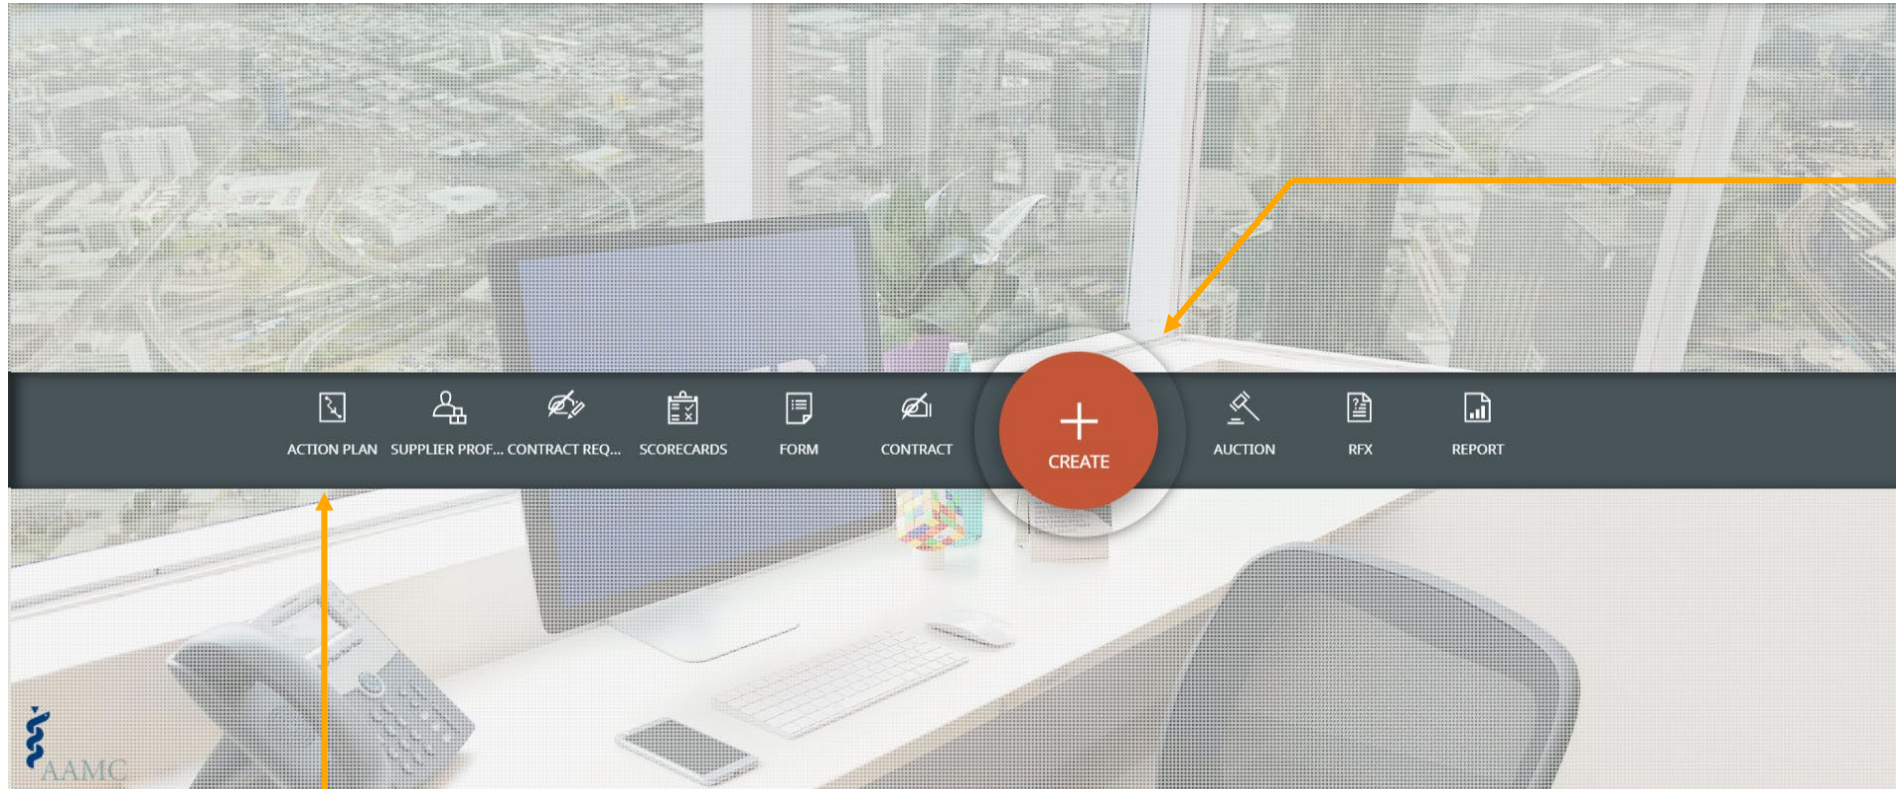 ACTION PLAN SUPPLIER PROF... CONTRACT REQ... SCORECARDS FORM CONTRACT CREATE AUCTION RFX REPORT
AAMC